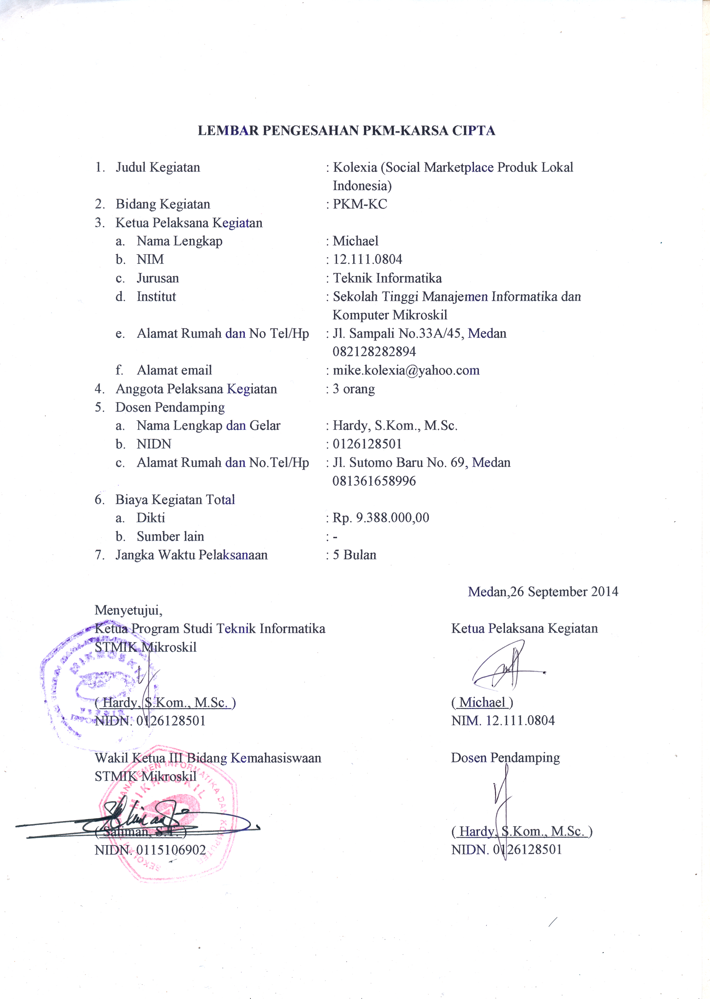 LEMBAR PENGESAHAN PKM-KARSA CIPTA
1. Judul Kegiatan : Kolexia (Social Marketplace Produk Lokal
Indonesia)
2. Bidang Kegiatan : PKM-KC
3. Ketua Pelaksana Kegiatan
a. Nama Lengkap : Michael
b. NIM : 12.111.0804
c. Jurusan : Teknik Informatika
d. Institut : Sekolah Tinggi Manajemen Informatika dan
Komputer Mikroskil
e. Alamat Rumah dan No Tel/Hp : Jl. Sampali No.33A/45, Medan
082128282894
f. Alamat email : mike.kolexia@yahoo.com
4. Anggota Pelaksana Kegiatan : 3 orang
5. Dosen Pendamping
a. Nama Lengkap dan Gelar : Hardy, S.Kom., M.Sc.
b. NIDN : 0126128501
c. Alamat Rumah dan No.Tel/Hp : Jl. Sutomo Baru No. 69, Medan
081361658996
6. Biaya Kegiatan Total
a. Dikti : Rp. 9.388.000,00
b. Sumber lain : -
7. Jangka Waktu Pelaksanaan : 5 Bulan
Medan,26 September 2014
Menyetujui,
Ketua Program Studi Teknik Informatika Ketua Pelaksana Kegiatan
STMIK Mikroskil
MIKROSKIL
( Hardy, S.Kom., M.Sc. ) ( Michael )
NIDN. 0126128501 NIM. 12.111.0804
Wakil Ketua III Bidang Kemahasiswaan Dosen Pendamping
STMIK Mikroskil
MANAJEMEN INFORMATIKA DAN KOMPUTER
MIKROSKIL
SEKOLAH
( Saliman, S.T. ) ( Hardy, S.Kom., M.Sc. )
NIDN. 0115106902 NIDN. 0126128501